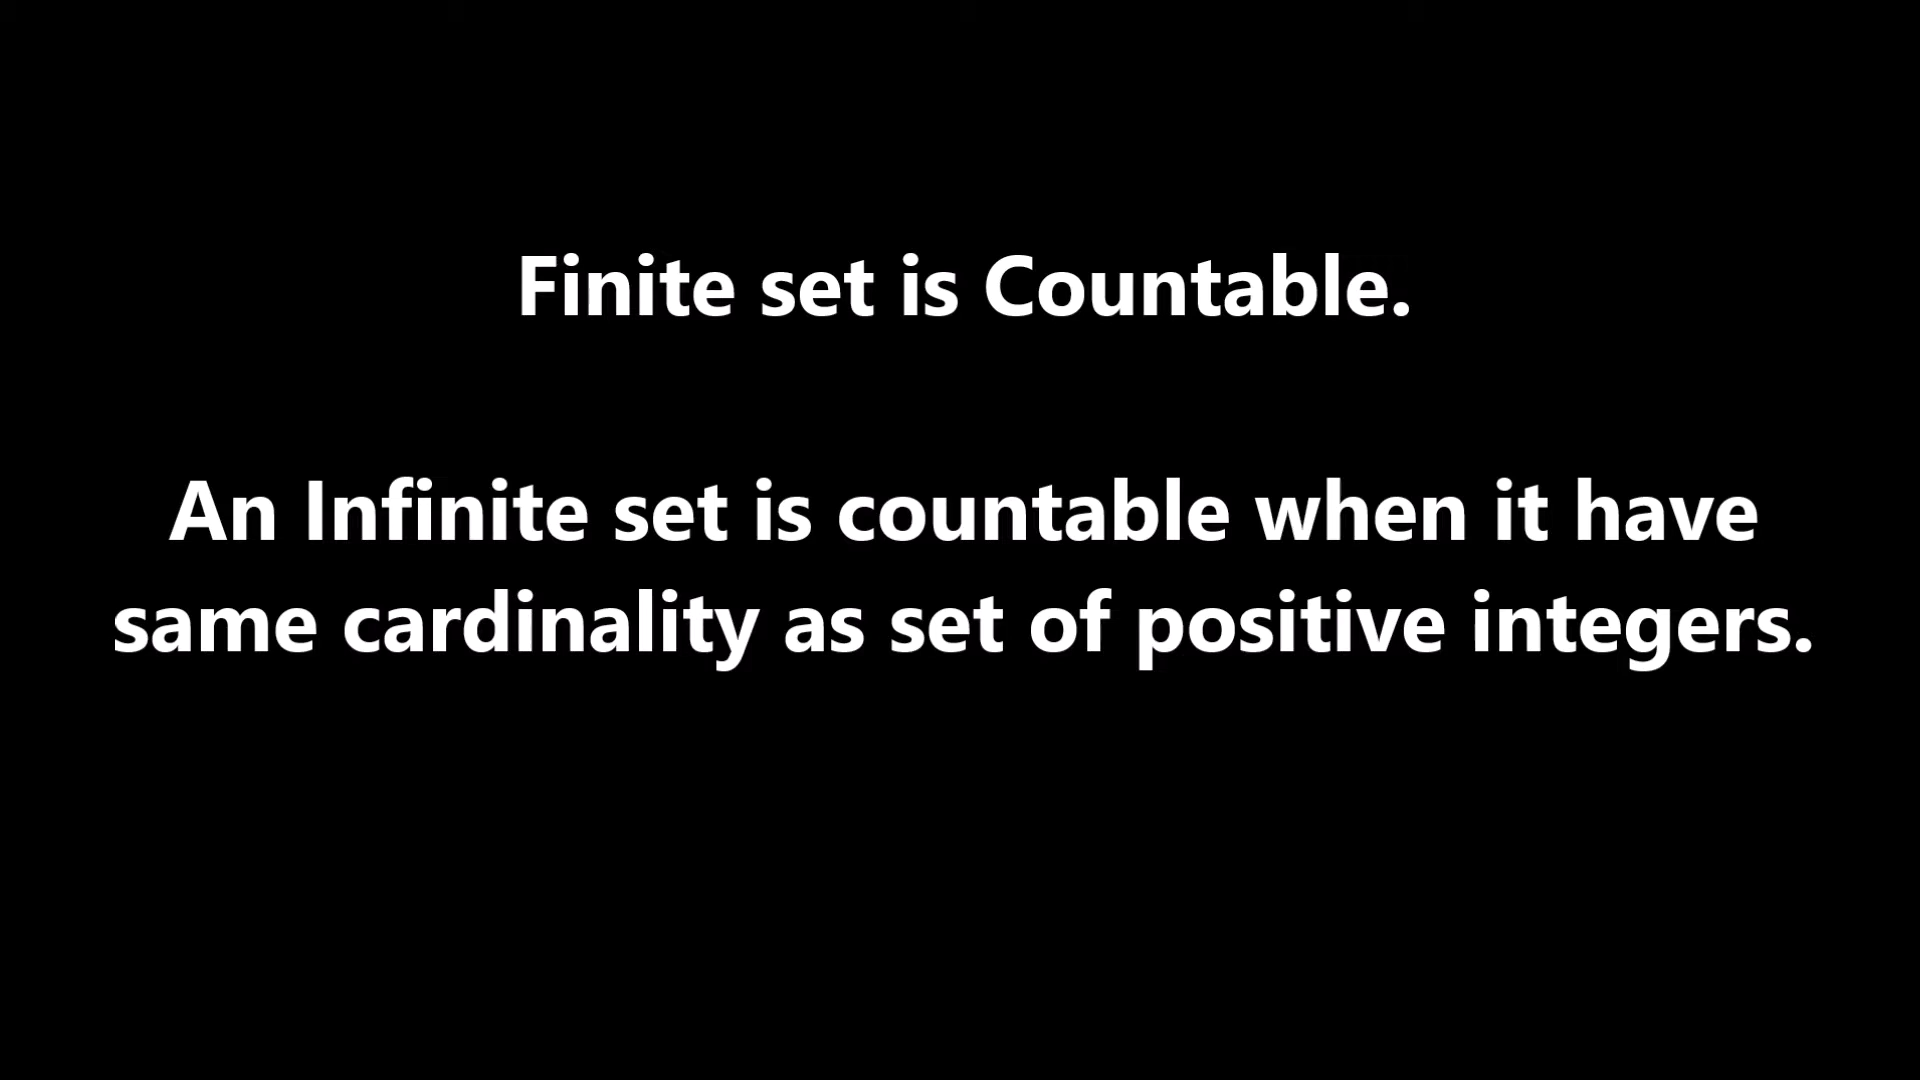 Finite set is Countable.
An Infinite set is countable when it have
same cardinality as set of positive integers.